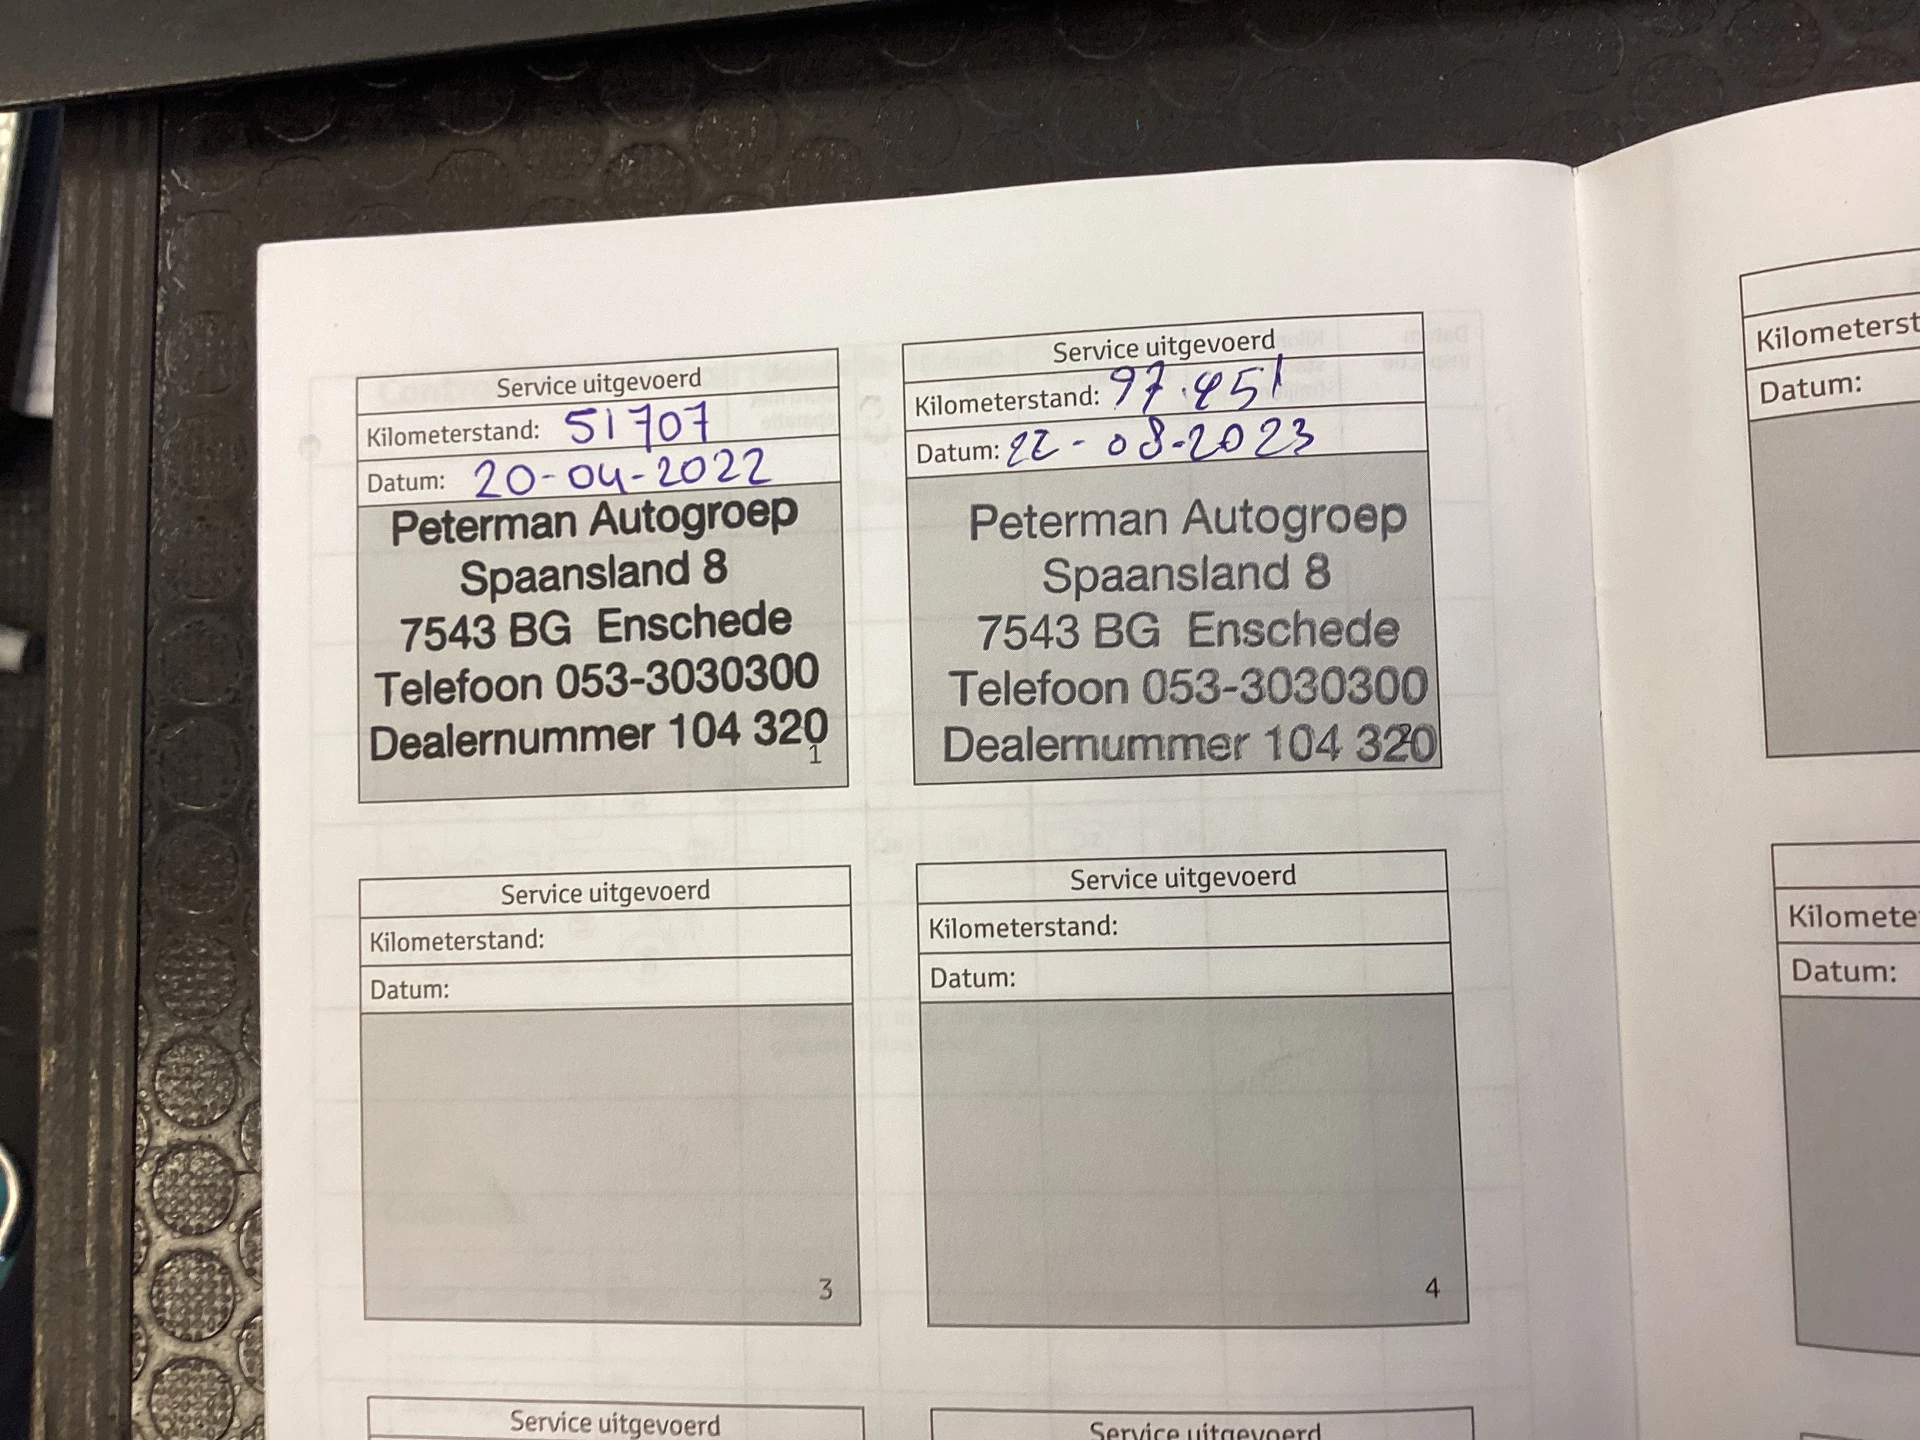 Service uitgevoerd
Kilometerstand: 51707
Datum: 20-04-2022
Peterman Autogroep
Spaansland 8
7543 BG Enschede
Telefoon 053-3030300
Dealernummer 104 320
1
Service uitgevoerd
Kilometerstand: 97.451
Datum: 22-08-2023
Peterman Autogroep
Spaansland 8
7543 BG Enschede
Telefoon 053-3030300
Dealernummer 104 320
2
Kilometerst
Datum:
Service uitgevoerd
Kilometerstand:
Datum:
3
Service uitgevoerd
Kilometerstand:
Datum:
4
Kilomete
Datum:
Service uitgevoerd
Service uitgevoerd